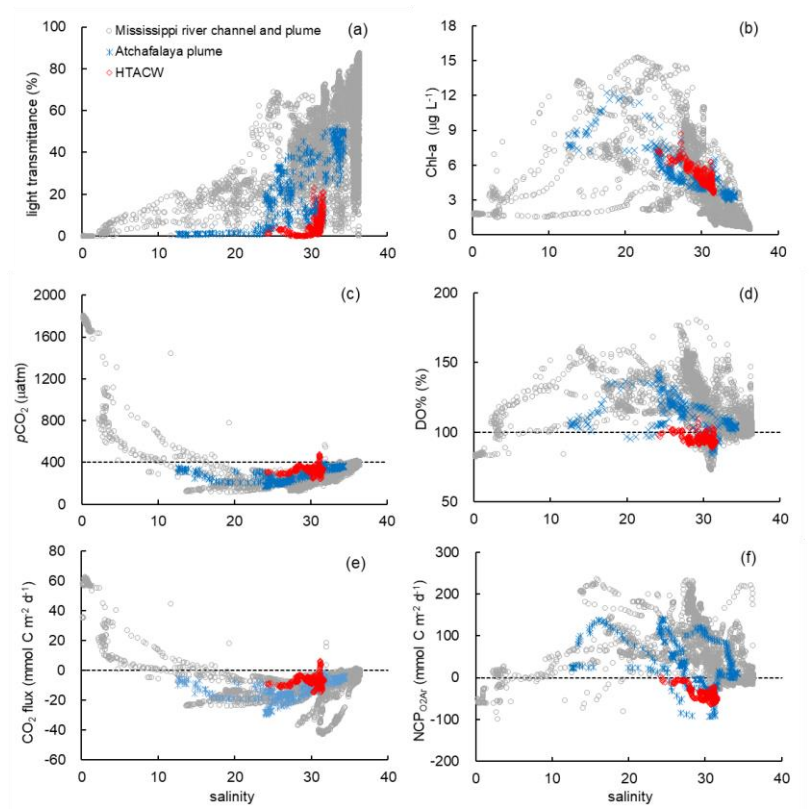 (a)
100
80
60
40
20
0
light transmittance (%)
Mississippi river channel and plume
Atchafalaya plume
HTACW
0 10 20 30 40
(b)
18
15
12
9
6
3
0
Chl-a (µg L-1)
0 10 20 30 40
(c)
2000
1600
1200
800
400
0
pCO2 (µatm)
0 10 20 30 40
(d)
200
150
100
50
DO% (%)
0 10 20 30 40
(e)
80
60
40
20
0
-20
-40
-60
CO2 flux (mmol C m-2 d-1)
0 10 20 30 40
salinity
(f)
300
200
100
0
-100
-200
NCPO2Ar (mmol C m-2 d-1)
0 10 20 30 40
salinity